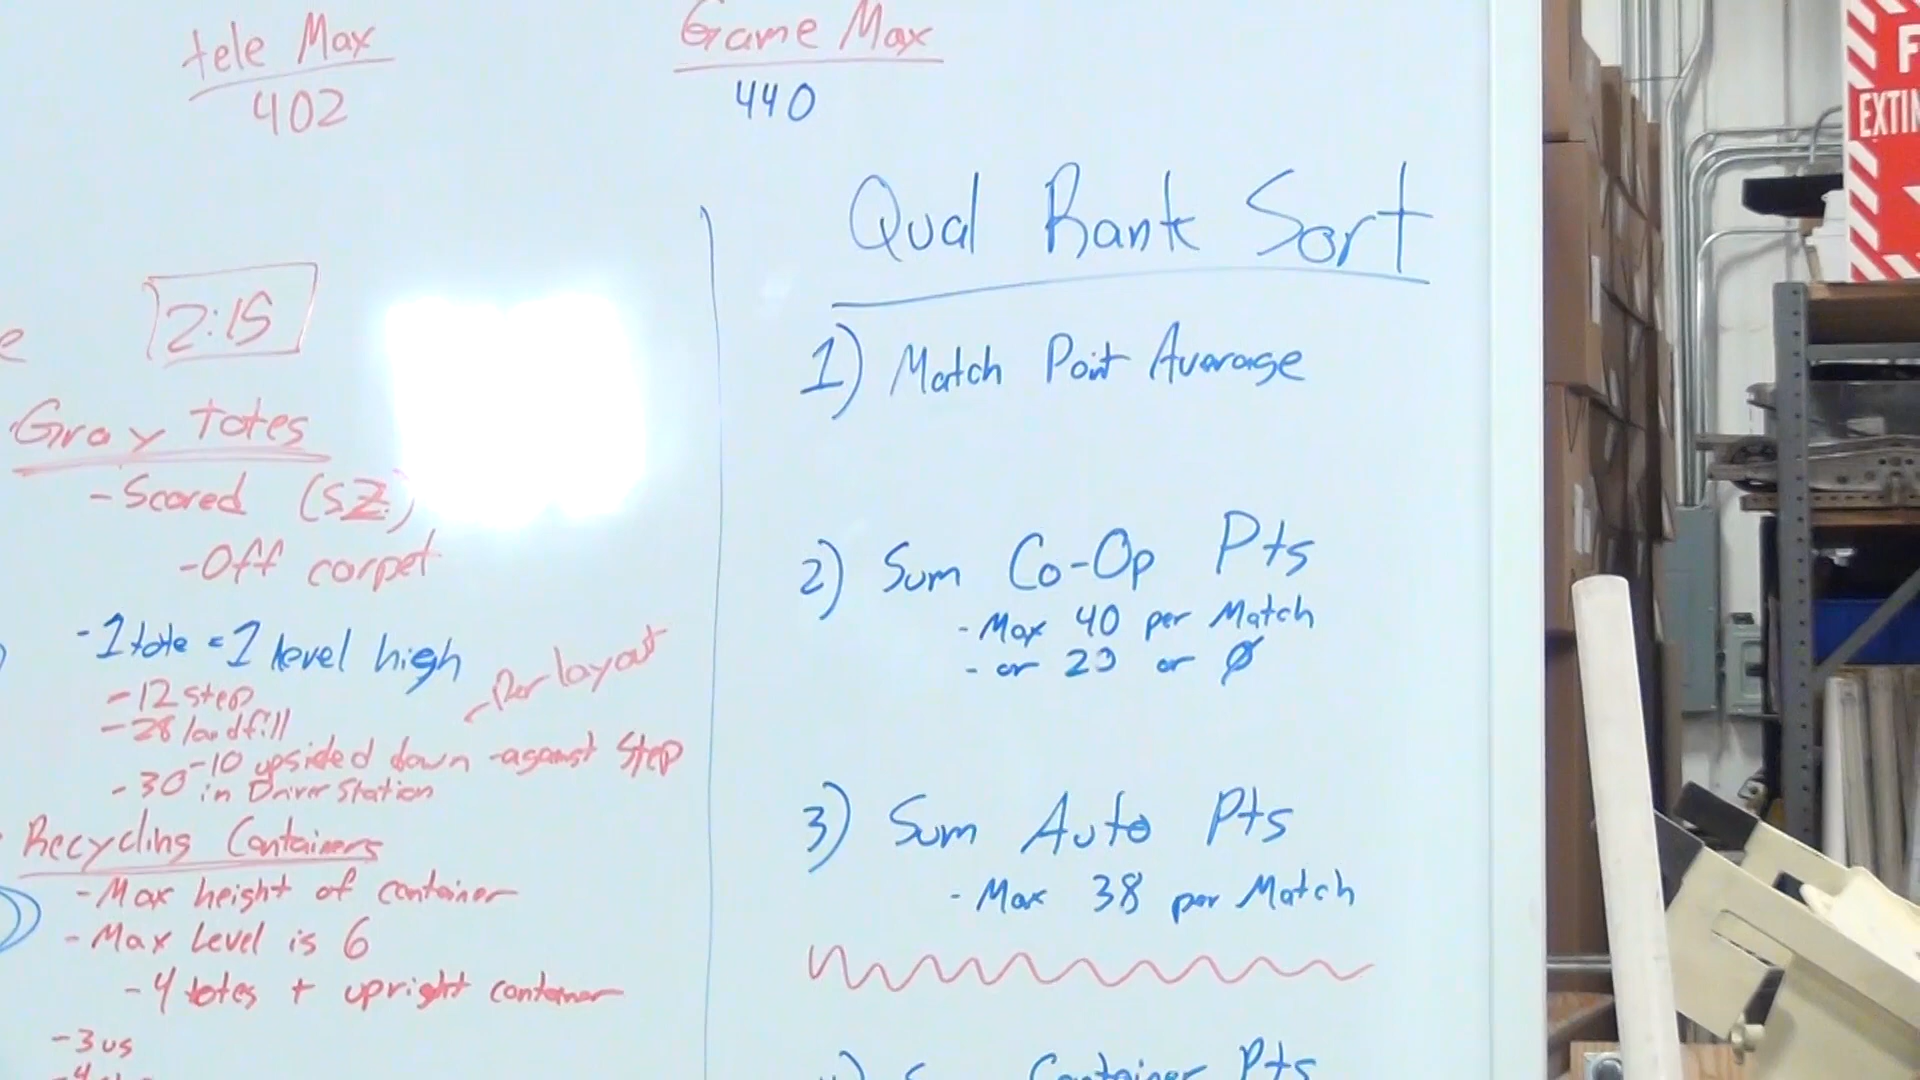 tele Max
402
Game Max
440
2:15
Gray totes
- Scored (SZ)
- Off carpet
- 1 tote = 1 level high
- 12 step
- 28 landfill
- Per layout
- 10 upsided down - against Step
- 30 in Driver Station
Recycling Containers
- Max height of container
- Max Level is 6
- 4 totes + upright container
- 3 us
Qual Rank Sort
1) Match Point Average
2) Sum Co-Op Pts
- Max 40 per Match
- or 20 or Ø
3) Sum Auto Pts
- Max 38 per Match
Container Pts
F
EXTIN